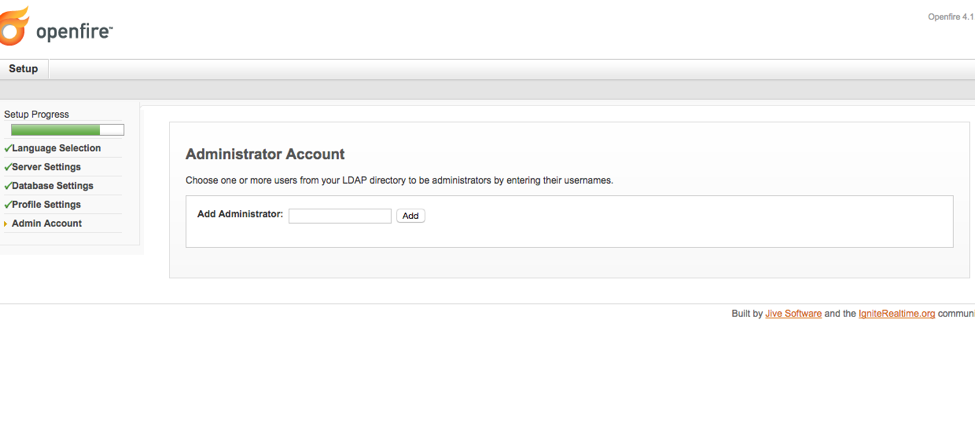 openfire™
Openfire 4.1
Setup
Setup Progress
Language Selection
Server Settings
Database Settings
Profile Settings
Admin Account
Administrator Account
Choose one or more users from your LDAP directory to be administrators by entering their usernames.
Add Administrator: Add
Built by Jive Software and the IgniteRealtime.org communi